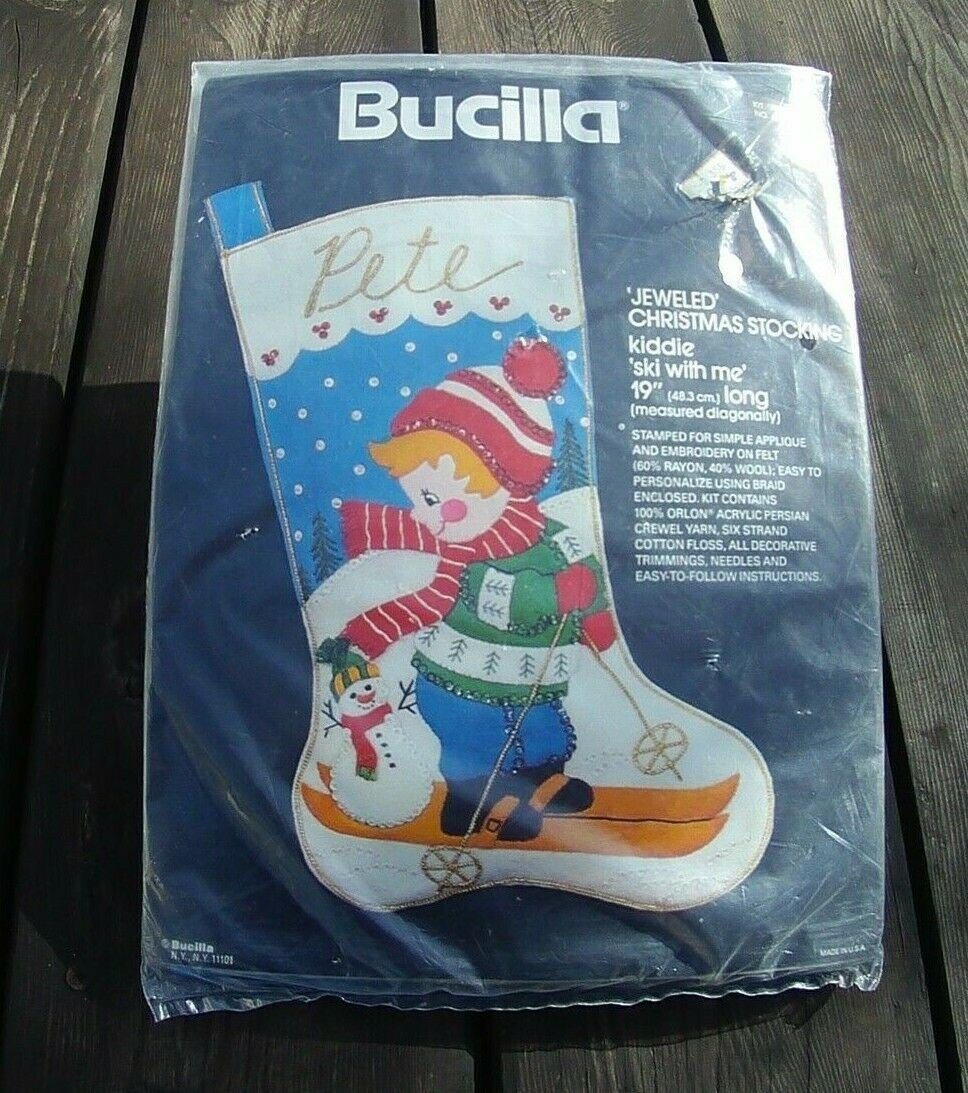 Bucilla®
KIT
NO.
Pete
'JEWELED'
CHRISTMAS STOCKING
kiddie
'ski with me'
19" (48.3 cm.) long
(measured diagonally)
STAMPED FOR SIMPLE APPLIQUE
AND EMBROIDERY ON FELT
(60% RAYON, 40% WOOL); EASY TO
PERSONALIZE USING BRAID
ENCLOSED. KIT CONTAINS
100% ORLON® ACRYLIC PERSIAN
CREWEL YARN, SIX STRAND
COTTON FLOSS, ALL DECORATIVE
TRIMMINGS, NEEDLES AND
EASY-TO-FOLLOW INSTRUCTIONS.
© Bucilla
N.Y., N.Y. 11101
MADE IN U.S.A.